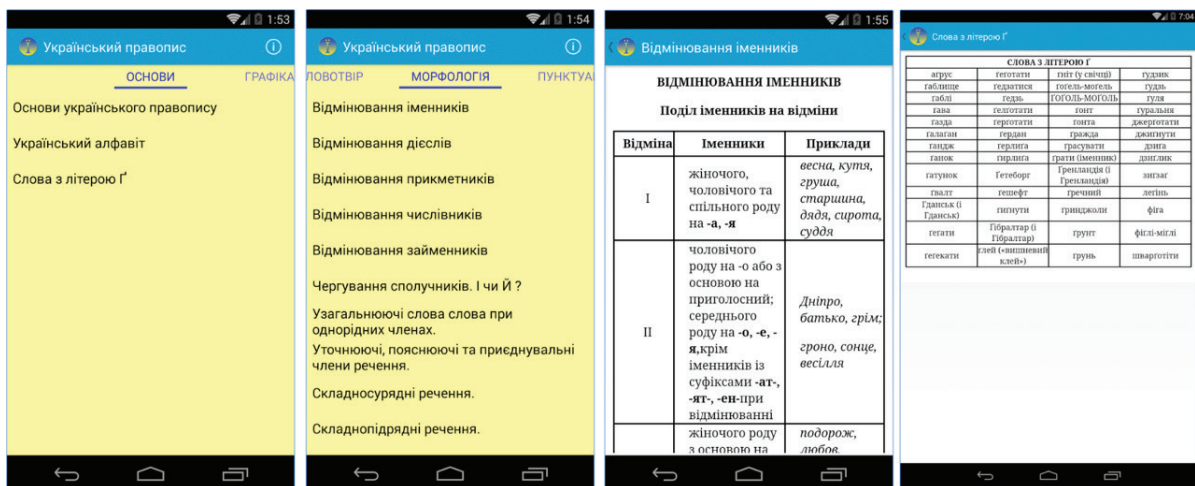 1:53
Український правопис
ОСНОВИ
ГРАФІКА
Основи українського правопису
Український алфавіт
Слова з літерою Ґ
1:54
Український правопис
ЛОВОТВІР
МОРФОЛОГІЯ
ПУНКТУА
Відмінювання іменників
Відмінювання дієслів
Відмінювання прикметників
Відмінювання числівників
Відмінювання займенників
Чергування сполучників. І чи Й ?
Узагальнюючі слова слова при
однорідних членах.
Уточнюючі, пояснюючі та приєднувальні
члени речення.
Складносурядні речення.
Складнопідрядні речення.
1:55
Відмінювання іменників
ВІДМІНЮВАННЯ ІМЕННИКІВ
Поділ іменників на відміни
Відміна Іменники Приклади
I
жіночого,
чоловічого та
спільного роду
на -а, -я
весна, кутя,
груша,
старшина,
дядя, сирота,
суддя
II
чоловічого
роду на -о або з
основою на
приголосний;
середнього
роду на -о, -е, -
я,крім
іменників із
суфіксами -ат-,
-ят-, -ен-при
відмінюванні
Дніпро,
батько, грім;
гроно, сонце,
весілля
жіночого роду
з основою на
подорож,
любов,
7:04
Слова з літерою Ґ
СЛОВА З ЛІТЕРОЮ Ґ
аґрус ґеґотати ґніт (у свічці) ґудзик
ґаблище ґедзатися ґоґель-моґель ґудзь
ґаблі ґедзь ГОГОЛЬ-МОГОЛЬ ґуля
ґава ґелґотати ґонт ґуральня
ґазда ґерґотати ґонта джерґотати
ґалаґан ґердан ґражда джиґнути
ґандж ґерлиґа ґрасувати дзиґа
ґанок ґирлиґа ґрати (іменник) дзиґлик
ґатунок Ґетеборг Гренландія (і
Ґренландія) зиґзаґ
ґвалт ґешефт ґречний леґінь
Гданськ (і
Ґданськ) ґиґнути ґринджоли фіґа
ґеґати Гібралтар (і
Ґібралтар) ґрунт фіґлі-міґлі
ґеґекати ґлей («вишневий
клей») ґрунь шварґотіти